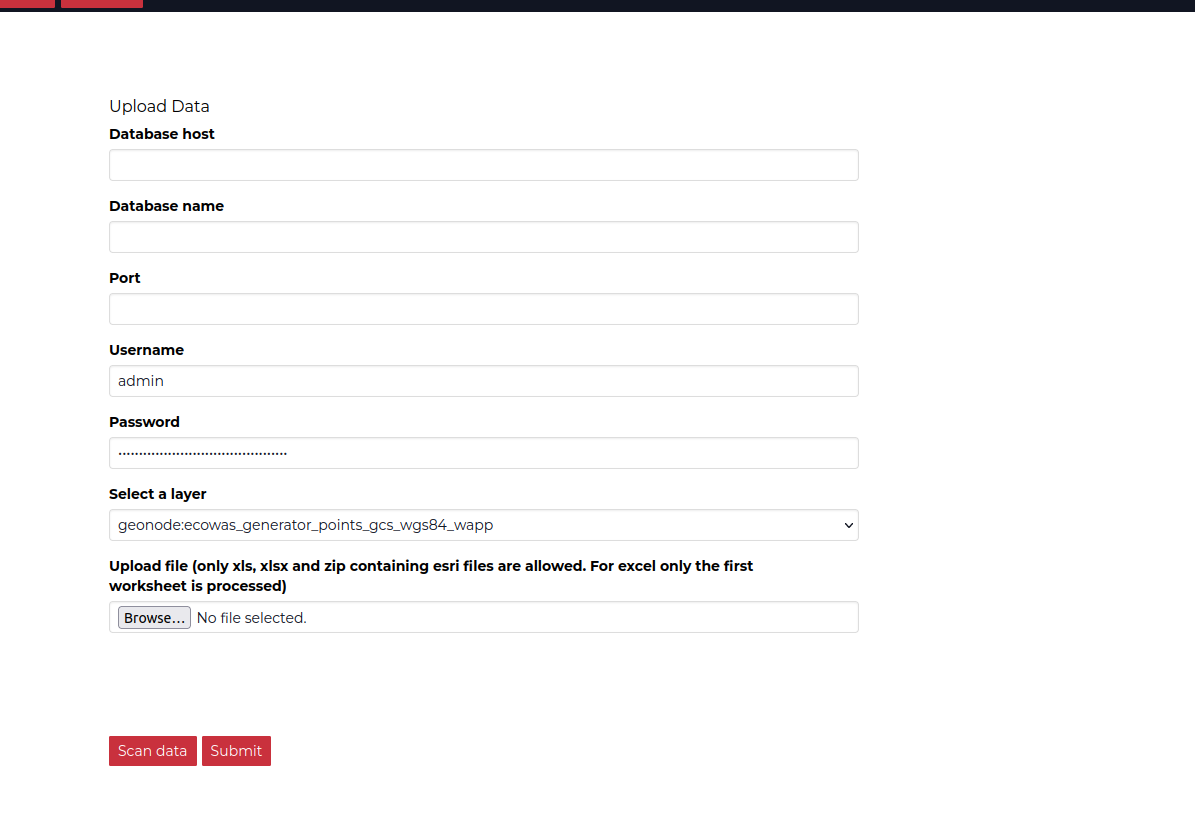 Upload Data
Database host
Database name
Port
Username
admin
Password
Select a layer
geonode:ecowas_generator_points_gcs_wgs84_wapp
Upload file (only xls, xlsx and zip containing esri files are allowed. For excel only the first
worksheet is processed)
Browse... No file selected.
Scan data Submit